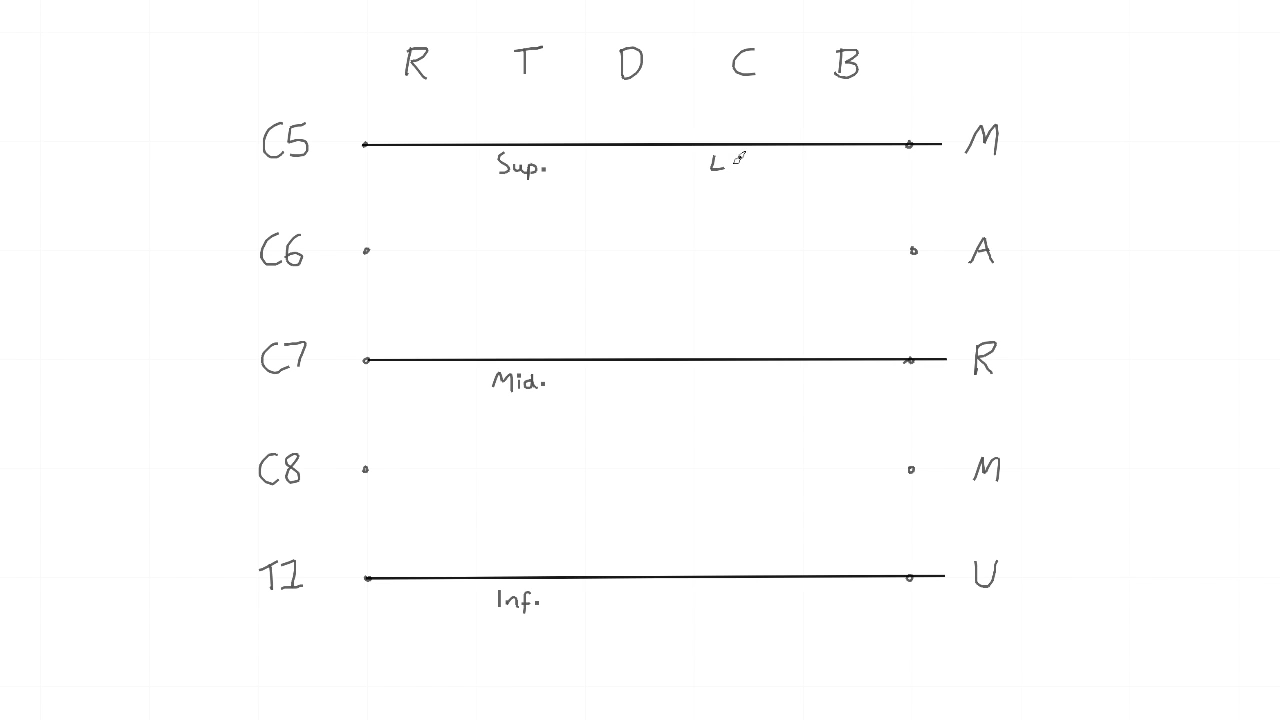 R T D C B
C5 M
Sup. L
C6 A
C7 R
Mid.
C8 M
T1 U
Inf.